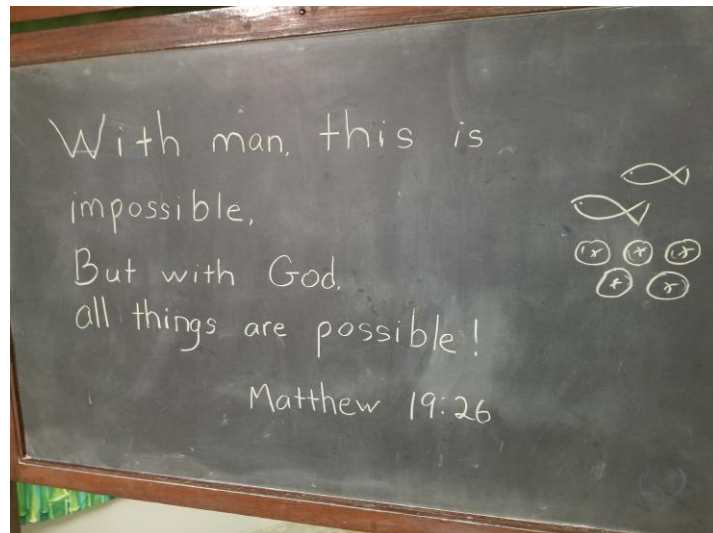 With man, this is
impossible,
But with God,
all things are possible!
Matthew 19:26